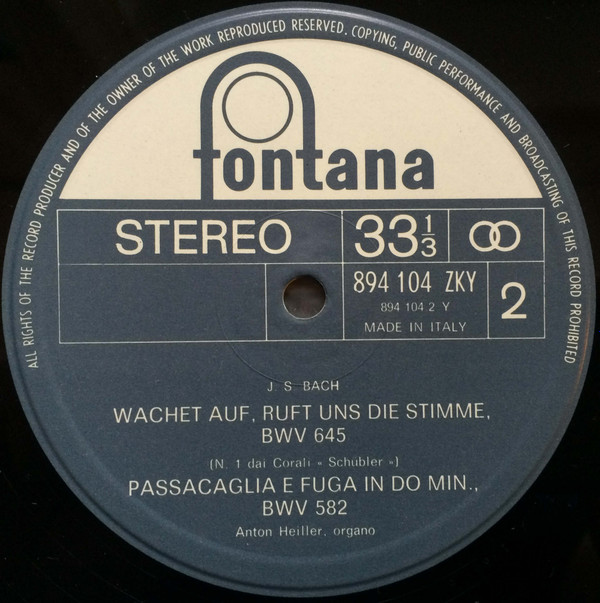 ALL RIGHTS OF THE RECORD PRODUCER AND OF THE OWNER OF THE WORK REPRODUCED RESERVED. COPYING, PUBLIC PERFORMANCE AND BROADCASTING OF THIS RECORD PROHIBITED
fontana
STEREO
33 1/3
894 104 ZKY
894 104 2 Y
MADE IN ITALY
2
J S BACH
WACHET AUF, RUFT UNS DIE STIMME,
BWV 645
(N. 1 dai Corali « Schübler »)
PASSACAGLIA E FUGA IN DO MIN.,
BWV 582
Anton Heiller, organo